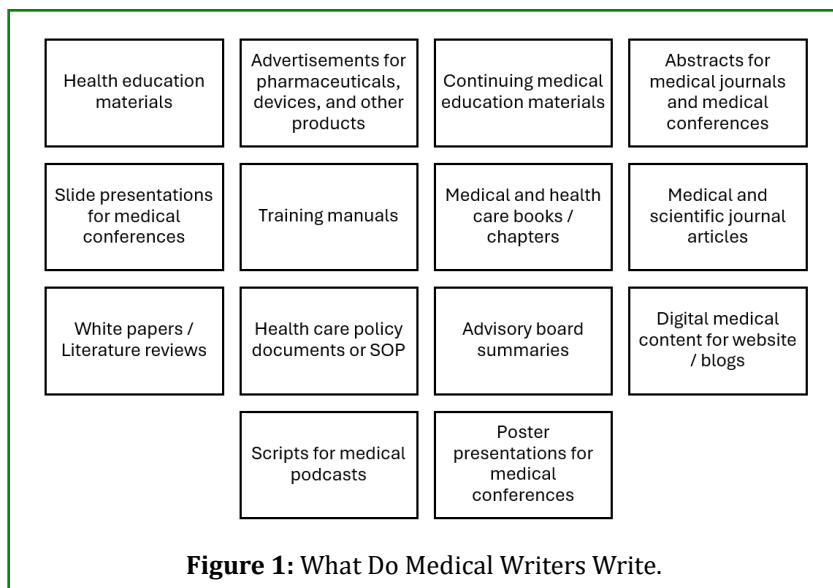 Health education
materials
Advertisements for
pharmaceuticals,
devices, and other
products
Continuing medical
education materials
Abstracts for
medical journals
and medical
conferences
Slide presentations
for medical
conferences
Training manuals
Medical and health
care books /
chapters
Medical and
scientific journal
articles
White papers /
Literature reviews
Health care policy
documents or SOP
Advisory board
summaries
Digital medical
content for website
/ blogs
Scripts for medical
podcasts
Poster
presentations for
medical
conferences
Figure 1: What Do Medical Writers Write.